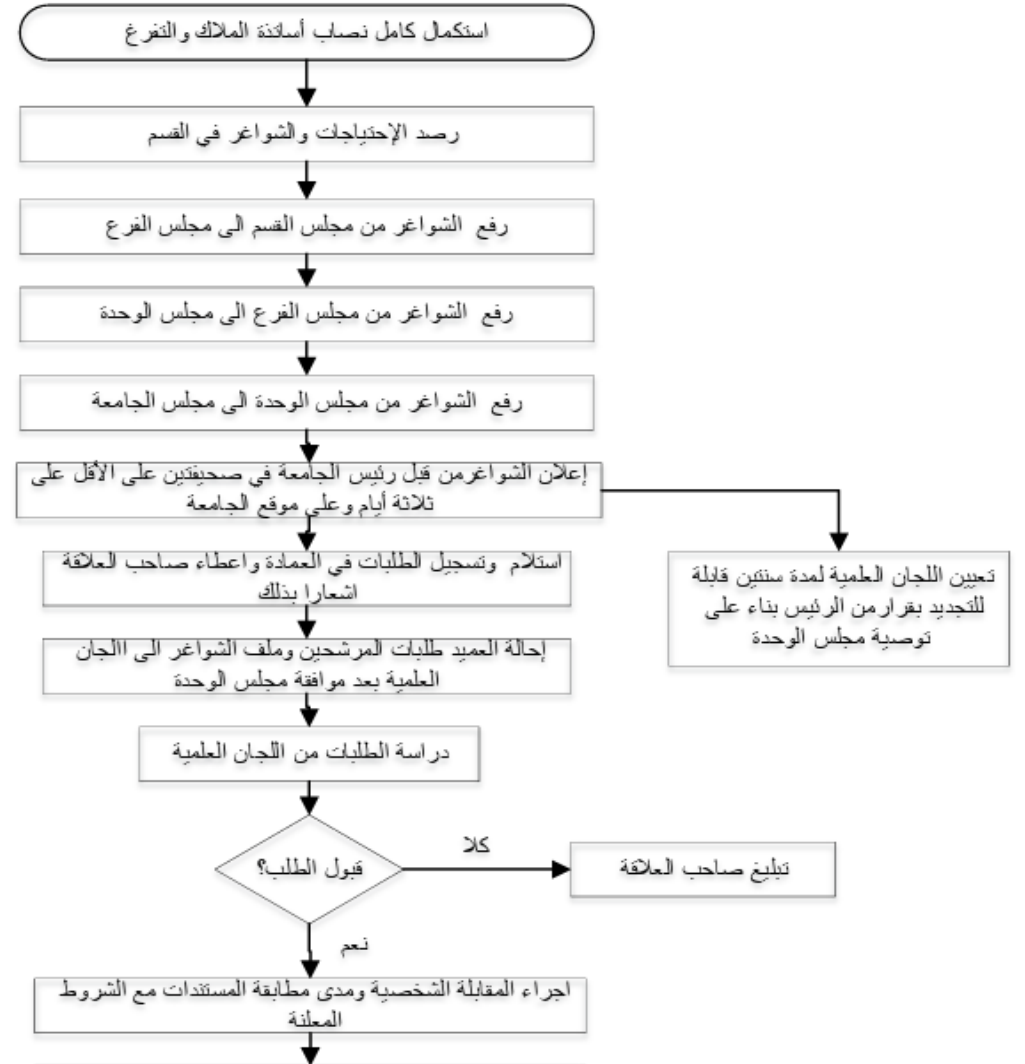 استكمال كامل نصاب أساتذة الملاك والتفرغ
رصد الإحتياجات والشواغر في القسم
رفع الشواغر من مجلس القسم الى مجلس الفرع
رفع الشواغر من مجلس الفرع الى مجلس الوحدة
رفع الشواغر من مجلس الوحدة الى مجلس الجامعة
إعلان الشواغرمن قبل رئيس الجامعة في صحيفتين على الأقل على
ثلاثة أيام وعلى موقع الجامعة
استلام وتسجيل الطلبات في العمادة واعطاء صاحب العلاقة
اشعارا بذلك
تعيين اللجان العلمية لمدة سنتين قابلة
للتجديد بقرارمن الرئيس بناء على
توصية مجلس الوحدة
إحالة العميد طلبات المرشحين وملف الشواغر الى االجان
العلمية بعد موافقة مجلس الوحدة
دراسة الطلبات من اللجان العلمية
قبول الطلب؟
كلا
تبليغ صاحب العلاقة
نعم
اجراء المقابلة الشخصية ومدى مطابقة المستندات مع الشروط
المعلنة